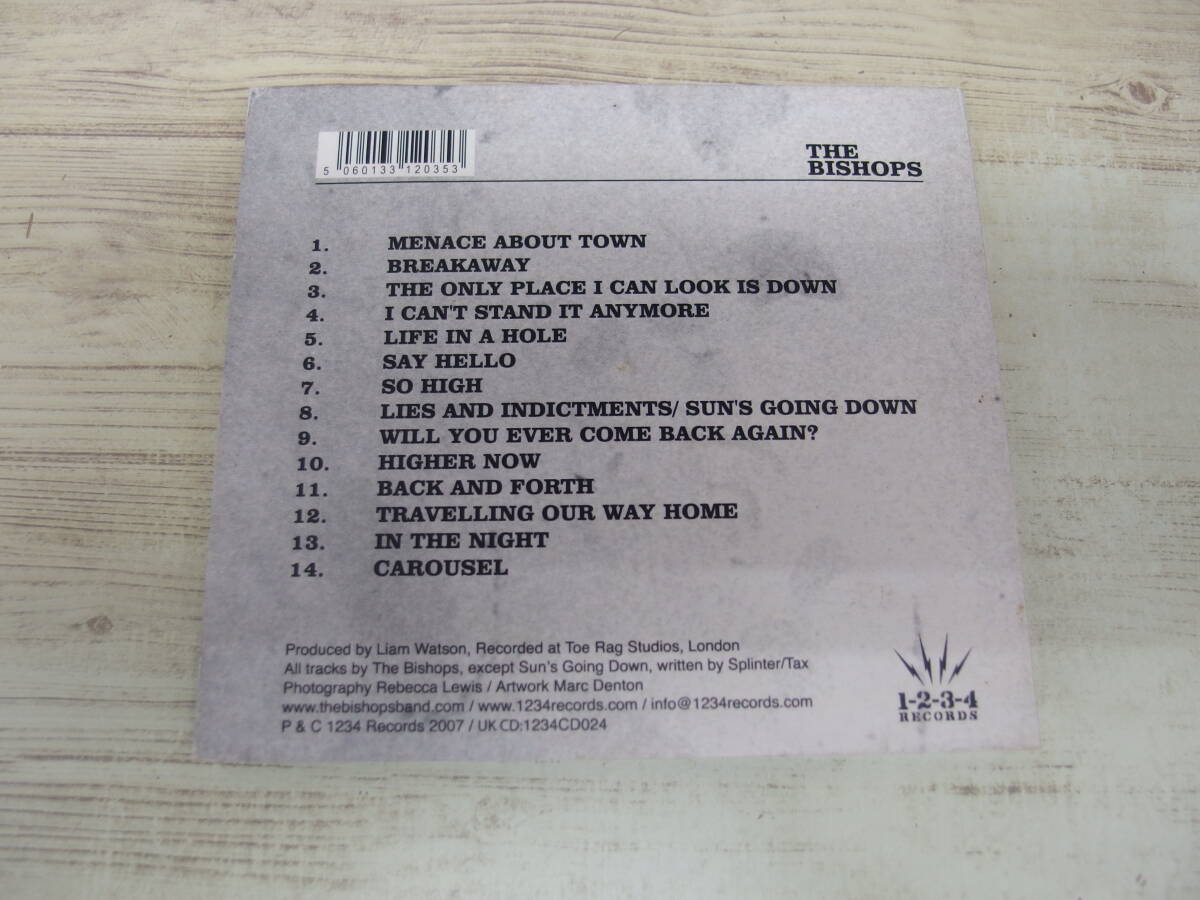 5 060133 120353
THE
BISHOPS
1. MENACE ABOUT TOWN
2. BREAKAWAY
3. THE ONLY PLACE I CAN LOOK IS DOWN
4. I CAN'T STAND IT ANYMORE
5. LIFE IN A HOLE
6. SAY HELLO
7. SO HIGH
8. LIES AND INDICTMENTS/ SUN'S GOING DOWN
9. WILL YOU EVER COME BACK AGAIN?
10. HIGHER NOW
11. BACK AND FORTH
12. TRAVELLING OUR WAY HOME
13. IN THE NIGHT
14. CAROUSEL
Produced by Liam Watson, Recorded at Toe Rag Studios, London
All tracks by The Bishops, except Sun's Going Down, written by Splinter/Tax
Photography Rebecca Lewis / Artwork Marc Denton
www.thebishopsband.com / www.1234records.com / info@1234records.com
P & C 1234 Records 2007 / UK CD:1234CD024
1-2-3-4
RECORDS